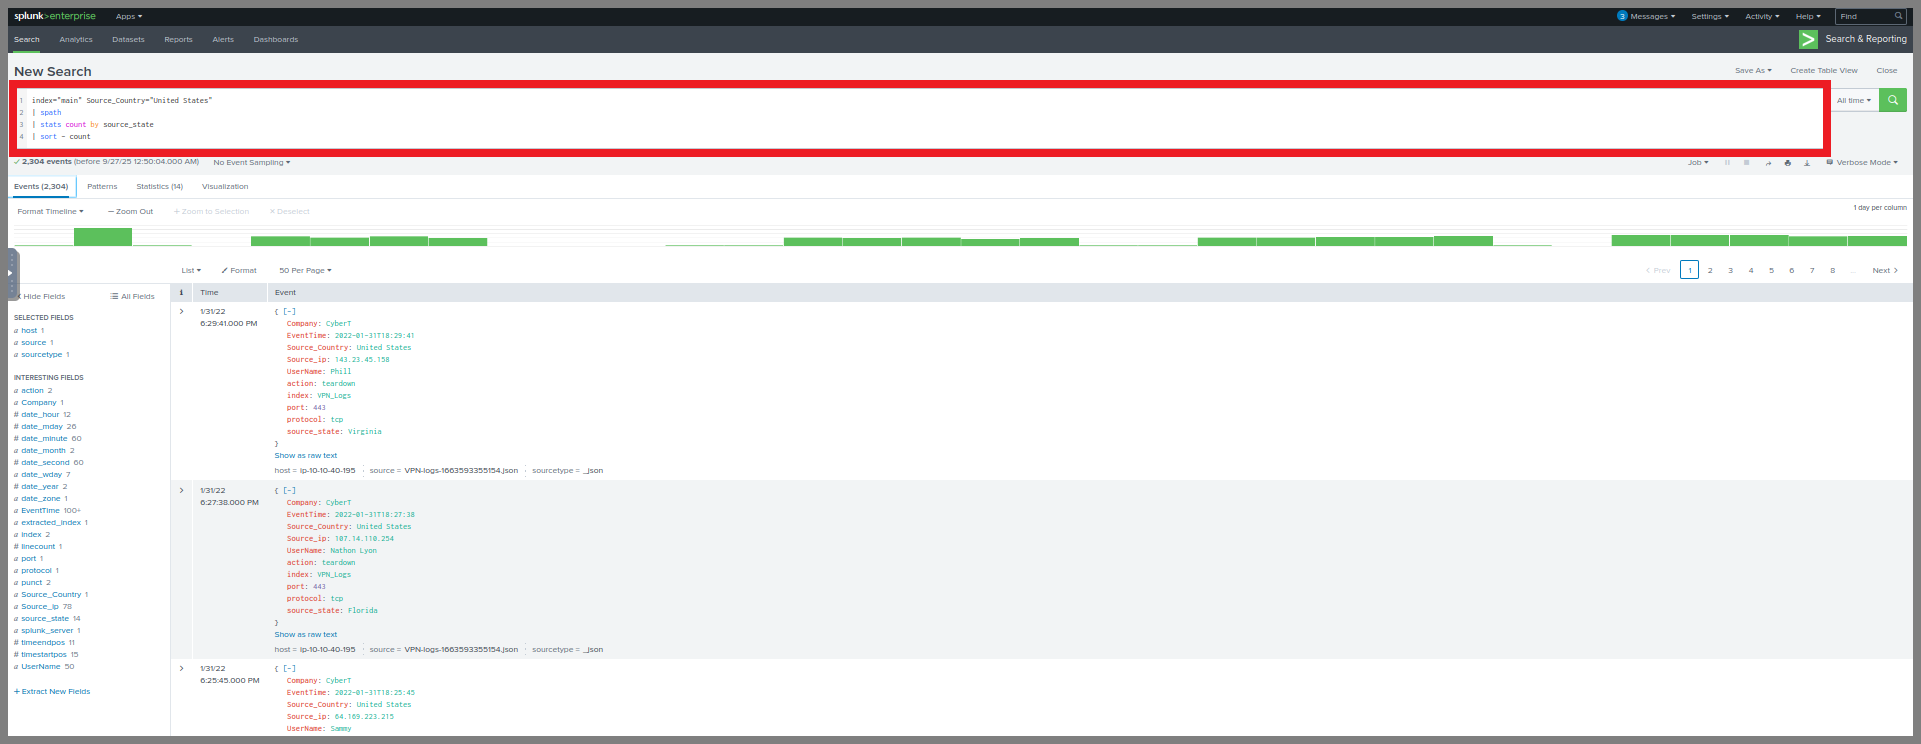 splunk>enterprise Apps 3 Messages Settings Activity Help Find
Search Analytics Datasets Reports Alerts Dashboards Search & Reporting
New Search Save As Create Table View Close
1 index="main" Source_Country="United States"
2 | spath
3 | stats count by source_state
4 | sort - count
All time
2,304 events (before 9/27/25 12:50:04.000 AM) No Event Sampling Job Verbose Mode
Events (2,304) Patterns Statistics (14) Visualization
Format Timeline — Zoom Out + Zoom to Selection × Deselect 1 day per column
List Format 50 Per Page < Prev 1 2 3 4 5 6 7 8 ... Next >
Hide Fields All Fields
i Time Event
SELECTED FIELDS
a host 1
a source 1
a sourcetype 1
INTERESTING FIELDS
a action 2
a Company 1
# date_hour 12
# date_mday 26
# date_minute 60
a date_month 2
# date_second 60
a date_wday 7
# date_year 2
a date_zone 1
a EventTime 100+
a extracted_index 1
a index 2
# linecount 1
a port 1
a protocol 1
a punct 2
a Source_Country 1
a Source_ip 78
a source_state 14
a splunk_server 1
# timeendpos 11
# timestartpos 15
a UserName 50
+ Extract New Fields
> 1/31/22 { [-]
6:29:41.000 PM Company: CyberT
EventTime: 2022-01-31T18:29:41
Source_Country: United States
Source_ip: 143.23.45.158
UserName: Phill
action: teardown
index: VPN_Logs
port: 443
protocol: tcp
source_state: Virginia
}
Show as raw text
host = ip-10-10-40-195 source = VPN-logs-1663593355154.json sourcetype = _json
> 1/31/22 { [-]
6:27:38.000 PM Company: CyberT
EventTime: 2022-01-31T18:27:38
Source_Country: United States
Source_ip: 107.14.110.254
UserName: Nathon Lyon
action: teardown
index: VPN_Logs
port: 443
protocol: tcp
source_state: Florida
}
Show as raw text
host = ip-10-10-40-195 source = VPN-logs-1663593355154.json sourcetype = _json
> 1/31/22 { [-]
6:25:45.000 PM Company: CyberT
EventTime: 2022-01-31T18:25:45
Source_Country: United States
Source_ip: 64.169.223.215
UserName: Sammy